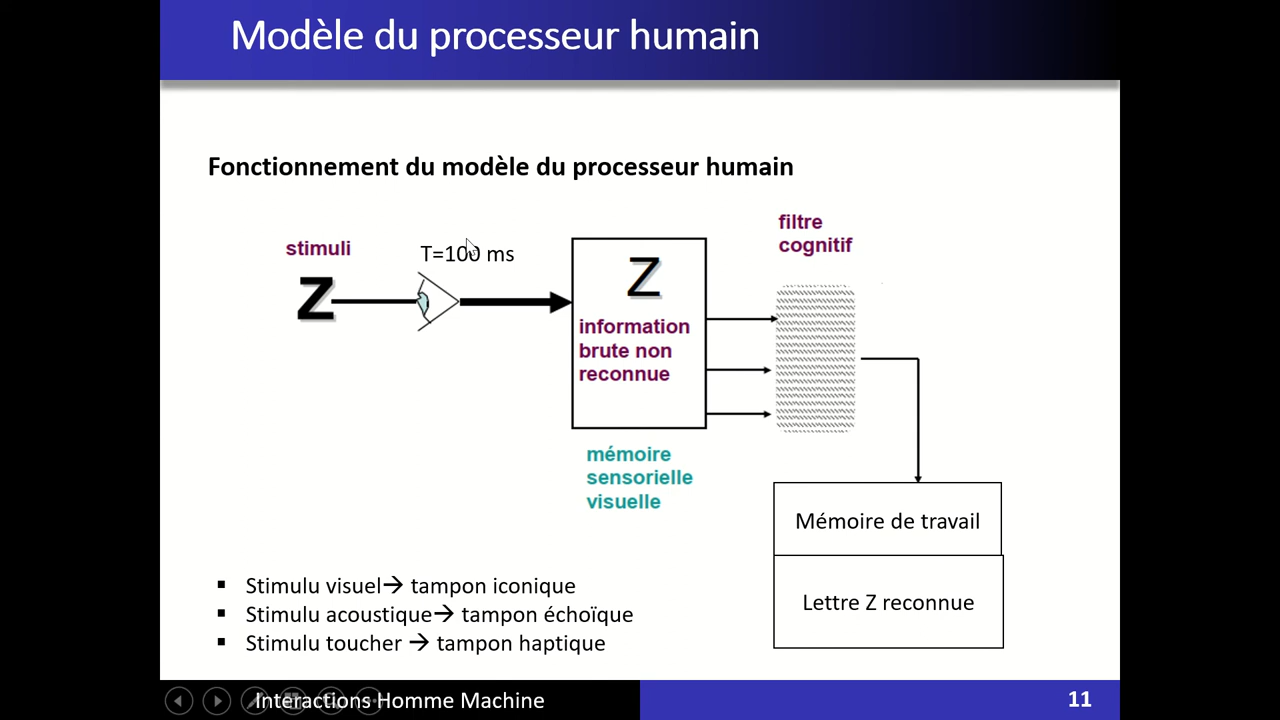 Modèle du processeur humain
Fonctionnement du modèle du processeur humain
stimuli
Z
T=100 ms
Z
information
brute non
reconnue
mémoire
sensorielle
visuelle
filtre
cognitif
Mémoire de travail
Lettre Z reconnue
▪ Stimulu visuel→ tampon iconique
▪ Stimulu acoustique→ tampon échoïque
▪ Stimulu toucher → tampon haptique
Interactions Homme Machine
11